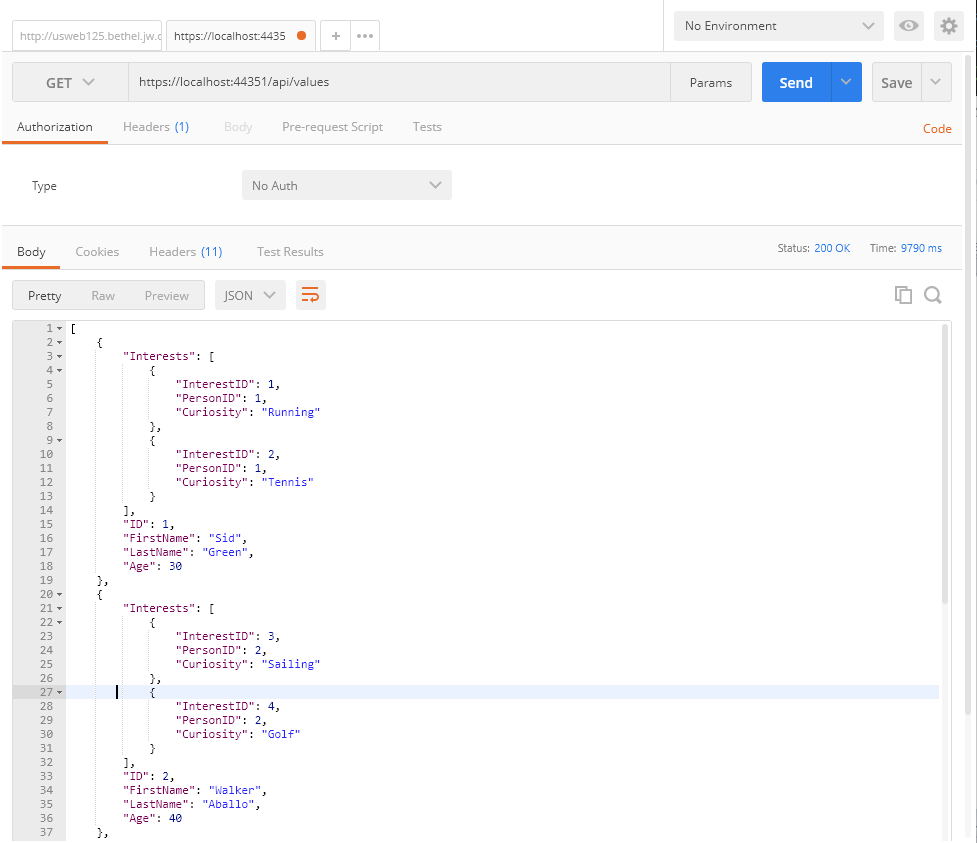 http://usweb125.bethel.jw.c https://localhost:4435 + ••• No Environment
GET https://localhost:44351/api/values Params Send Save
Authorization Headers (1) Body Pre-request Script Tests Code
Type No Auth
Body Cookies Headers (11) Test Results Status: 200 OK Time: 9790 ms
Pretty Raw Preview JSON
1 [
2 {
3 "Interests": [
4 {
5 "InterestID": 1,
6 "PersonID": 1,
7 "Curiosity": "Running"
8 },
9 {
10 "InterestID": 2,
11 "PersonID": 1,
12 "Curiosity": "Tennis"
13 }
14 ],
15 "ID": 1,
16 "FirstName": "Sid",
17 "LastName": "Green",
18 "Age": 30
19 },
20 {
21 "Interests": [
22 {
23 "InterestID": 3,
24 "PersonID": 2,
25 "Curiosity": "Sailing"
26 },
27 {
28 "InterestID": 4,
29 "PersonID": 2,
30 "Curiosity": "Golf"
31 }
32 ],
33 "ID": 2,
34 "FirstName": "Walker",
35 "LastName": "Aballo",
36 "Age": 40
37 },